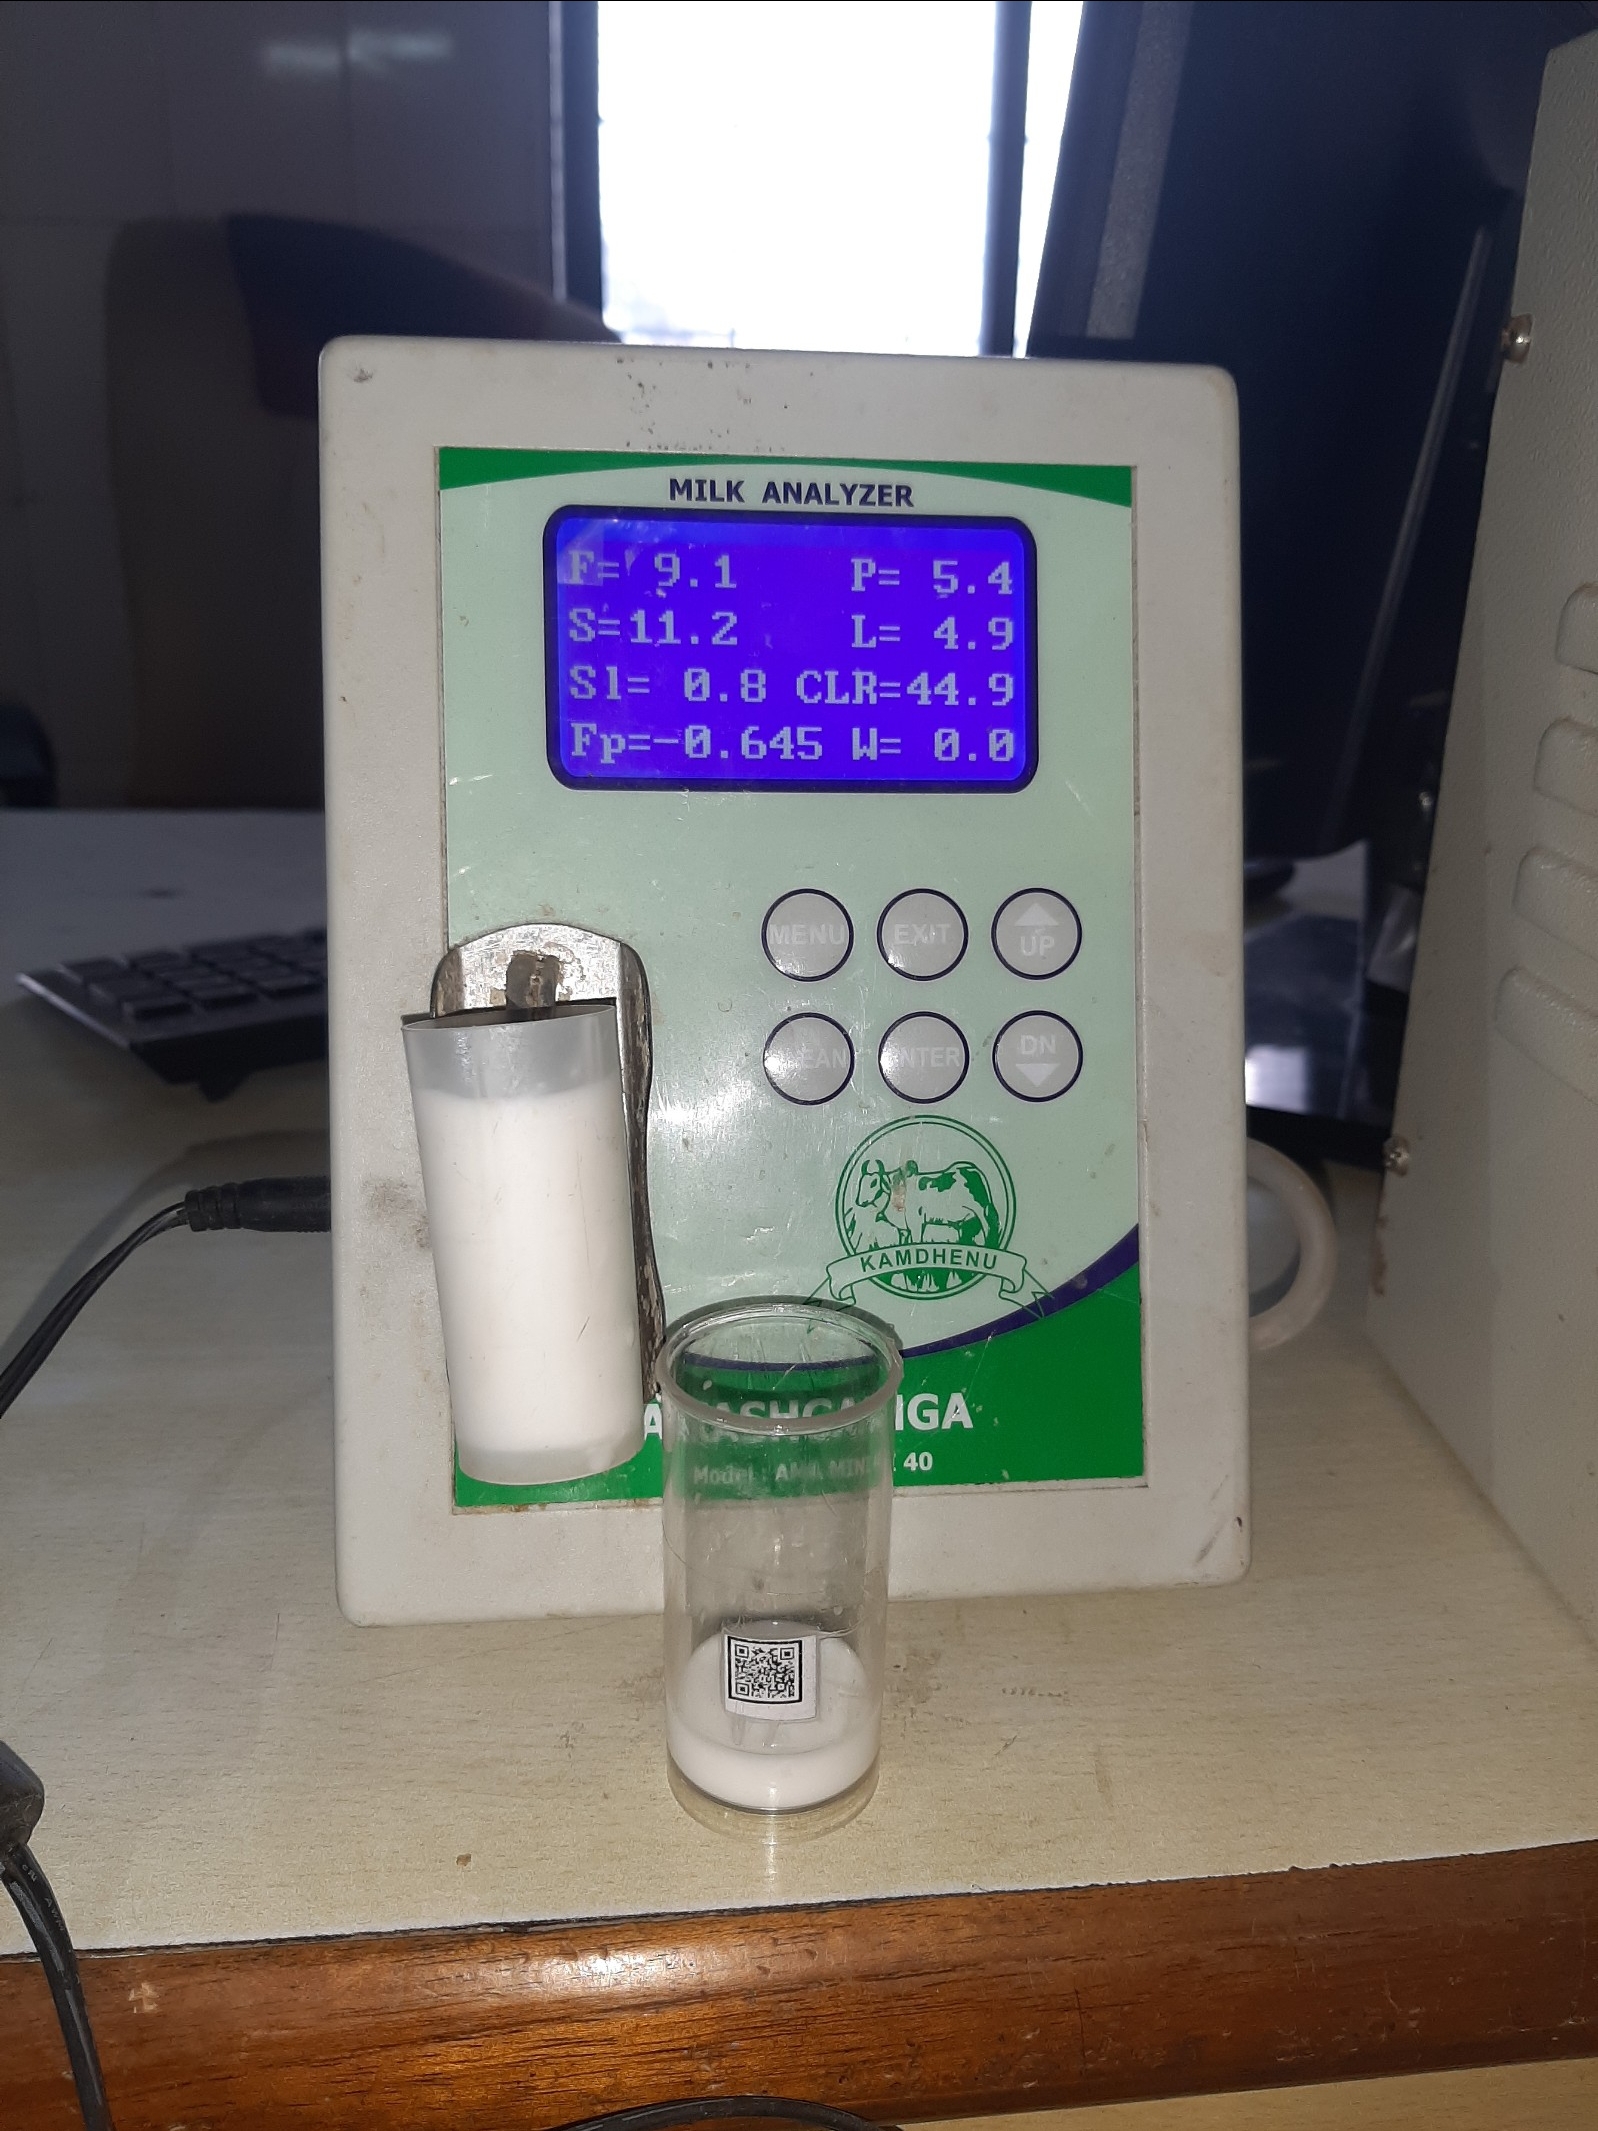 MILK ANALYZER
F= 9.1 P= 5.4
S=11.2 L= 4.9
Sl= 0.8 CLR=44.9
Fp=-0.645 W= 0.0
MENU EXIT UP
DN
KAMDHENU
40